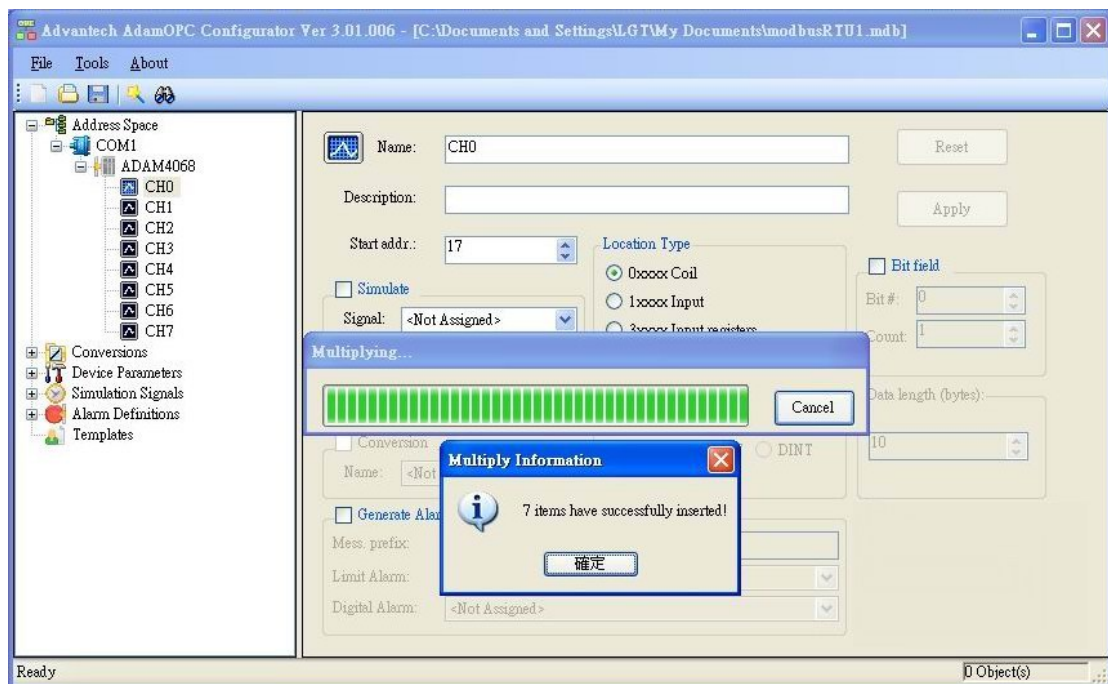 Advantech AdamOPC Configurator Ver 3.01.006 - [C:\Documents and Settings\LGT\My Documents\modbusRTU1.mdb]
File Tools About
Address Space
COM1
ADAM4068
CH0
CH1
CH2
CH3
CH4
CH5
CH6
CH7
Conversions
Device Parameters
Simulation Signals
Alarm Definitions
Templates
Name: CH0
Reset
Description:
Apply
Start addr.: 17
Location Type
0xxxx Coil
1xxxx Input
3xxxx Input registers
Simulate
Signal: <Not Assigned>
Bit field
Bit #: 0
Count: 1
Multiplying...
Cancel
Data length (bytes):
10
Conversion
DINT
Name: <Not
Multiply Information
7 items have successfully inserted!
確定
Generate Alar
Mess. prefix:
Limit Alarm:
Digital Alarm: <Not Assigned>
Ready
0 Object(s)